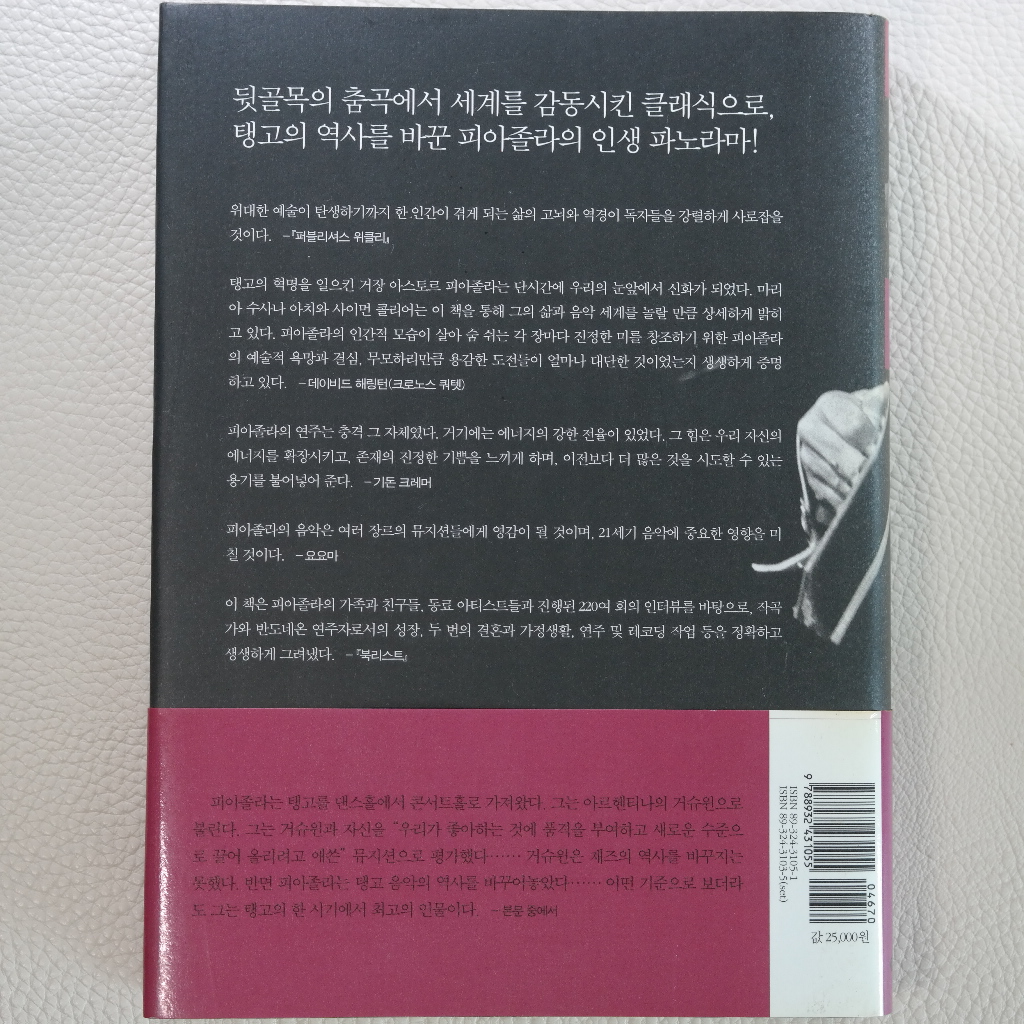 뒷골목의 춤곡에서 세계를 감동시킨 클래식으로,
탱고의 역사를 바꾼 피아졸라의 인생 파노라마!
위대한 예술이 탄생하기까지 한 인간이 겪게 되는 삶의 고뇌와 역경이 독자들을 강렬하게 사로잡을
것이다. –『퍼블리셔스 위클리』
탱고의 혁명을 일으킨 거장 아스토르 피아졸라는 단시간에 우리의 눈앞에서 신화가 되었다. 마리
아 수사나 아치와 사이먼 콜리어는 이 책을 통해 그의 삶과 음악 세계를 놀랄 만큼 상세하게 밝히
고 있다. 피아졸라의 인간적 모습이 살아 숨 쉬는 각 장마다 진정한 미를 창조하기 위한 피아졸라
의 예술적 욕망과 결심, 무모하리만큼 용감한 도전들이 얼마나 대단한 것이었는지 생생하게 증명
하고 있다. –데이비드 해링턴(크로노스 쿼텟)
피아졸라의 연주는 충격 그 자체였다. 거기에는 에너지의 강한 전율이 있었다. 그 힘은 우리 자신의
에너지를 확장시키고, 존재의 진정한 기쁨을 느끼게 하며, 이전보다 더 많은 것을 시도할 수 있는
용기를 불어넣어 준다. –기돈 크레머
피아졸라의 음악은 여러 장르의 뮤지션들에게 영감이 될 것이며, 21세기 음악에 중요한 영향을 미
칠 것이다. –요요마
이 책은 피아졸라의 가족과 친구들, 동료 아티스트들과 진행된 220여 회의 인터뷰를 바탕으로, 작곡
가와 반도네온 연주자로서의 성장, 두 번의 결혼과 가정생활, 연주 및 레코딩 작업 등을 정확하고
생생하게 그려냈다. –『북리스트』
피아졸라는 탱고를 댄스홀에서 콘서트홀로 가져왔다. 그는 아르헨티나의 거슈윈으로
불린다. 그는 거슈윈과 자신을 "우리가 좋아하는 것에 품격을 부여하고 새로운 수준으
로 끌어 올리려고 애쓴" 뮤지션으로 평가했다…… 거슈윈은 재즈의 역사를 바꾸지는
못했다. 반면 피아졸라는 탱고 음악의 역사를 바꾸어놓았다…… 어떤 기준으로 보더라
도 그는 탱고의 한 시기에서 최고의 인물이다. –본문 중에서
9 788932 431055
ISBN 89-324-3105-1
ISBN 89-324-3103-5(set)
04670
값 25,000원